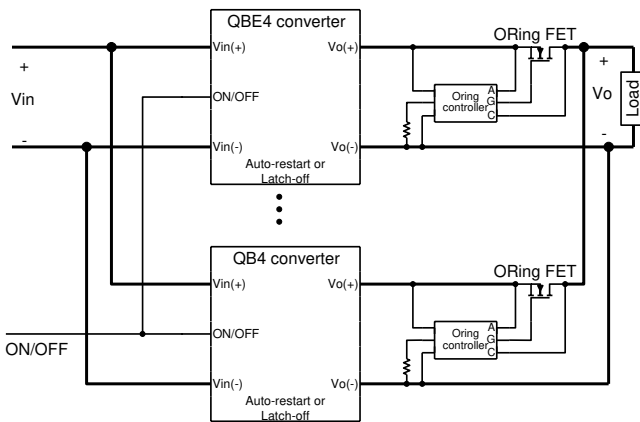 QBE4 converter
ORing FET
Vin(+)
Vo(+)
+
Vin
-
+
Vo
-
Load
ON/OFF
Oring
controller
A
G
C
Vin(-)
Vo(-)
Auto-restart or
Latch-off
QB4 converter
ORing FET
Vin(+)
Vo(+)
ON/OFF
ON/OFF
Oring
controller
A
G
C
Vin(-)
Vo(-)
Auto-restart or
Latch-off